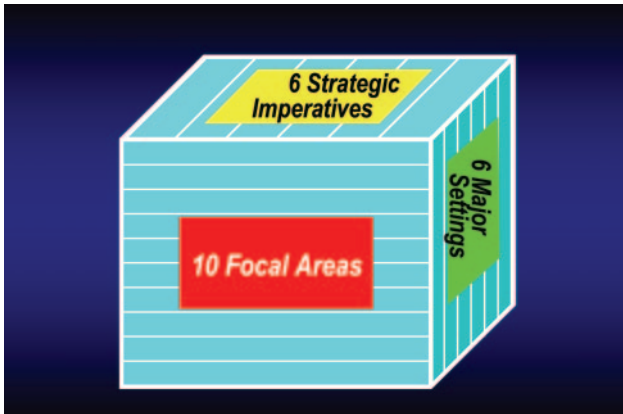 6 Strategic
Imperatives
10 Focal Areas
6 Major
Settings